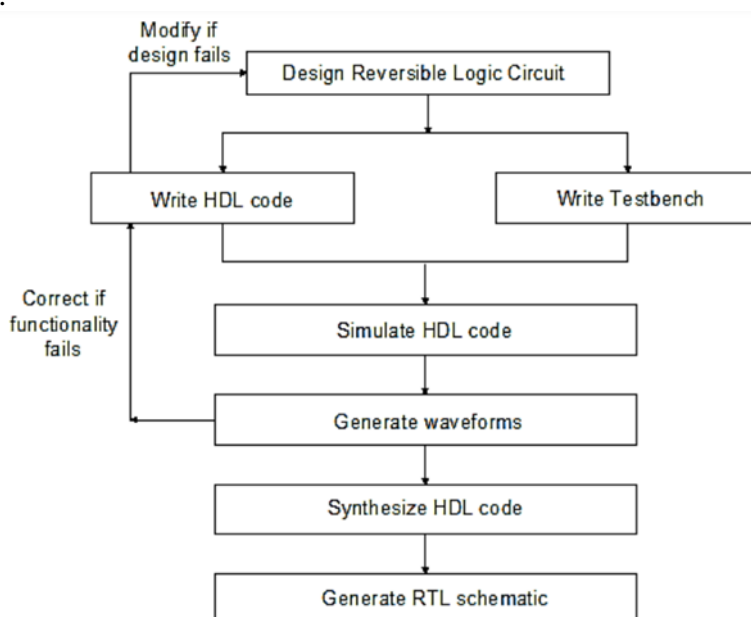 Modify if
design fails
Design Reversible Logic Circuit
Write HDL code
Write Testbench
Correct if
functionality
fails
Simulate HDL code
Generate waveforms
Synthesize HDL code
Generate RTL schematic